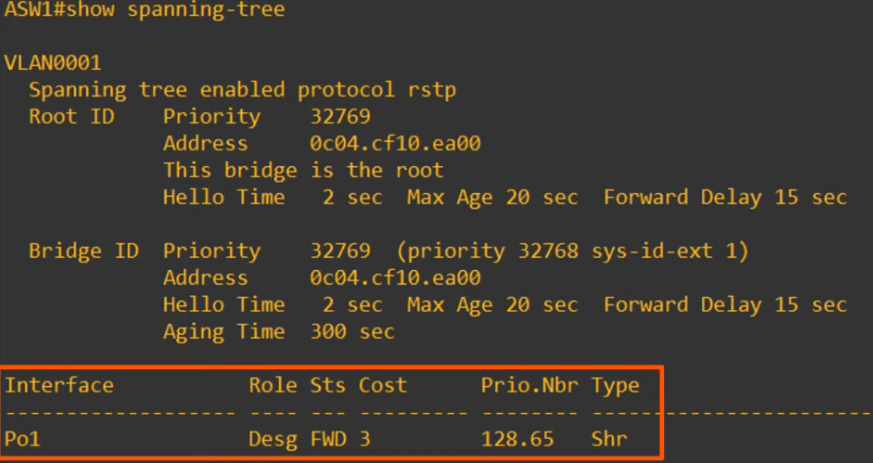 ASW1#show spanning-tree
VLAN0001
  Spanning tree enabled protocol rstp
  Root ID    Priority    32769
             Address     0c04.cf10.ea00
             This bridge is the root
             Hello Time   2 sec  Max Age 20 sec  Forward Delay 15 sec
  Bridge ID  Priority    32769  (priority 32768 sys-id-ext 1)
             Address     0c04.cf10.ea00
             Hello Time   2 sec  Max Age 20 sec  Forward Delay 15 sec
             Aging Time  300 sec
Interface           Role Sts Cost      Prio.Nbr Type
------------------- ---- --- --------- -------- -----------------------
Po1                 Desg FWD 3         128.65   Shr